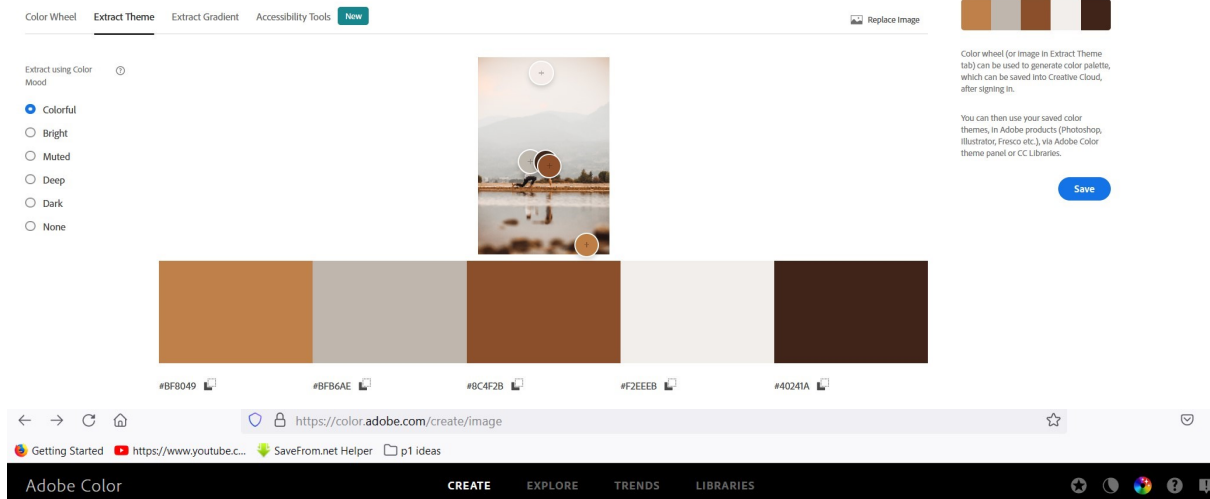 Color Wheel Extract Theme Extract Gradient Accessibility Tools New
Replace Image
Extract using Color
Mood
Colorful
Bright
Muted
Deep
Dark
None
Color wheel (or image in Extract Theme
tab) can be used to generate color palette,
which can be saved into Creative Cloud,
after signing in.
You can then use your saved color
themes, in Adobe products (Photoshop,
Illustrator, Fresco etc.), via Adobe Color
theme panel or CC Libraries.
Save
#BF8049 #BFB6AE #8C4F2B #F2EEEB #40241A
https://color.adobe.com/create/image
Getting Started https://www.youtube.c... SaveFrom.net Helper p1 ideas
Adobe Color CREATE EXPLORE TRENDS LIBRARIES